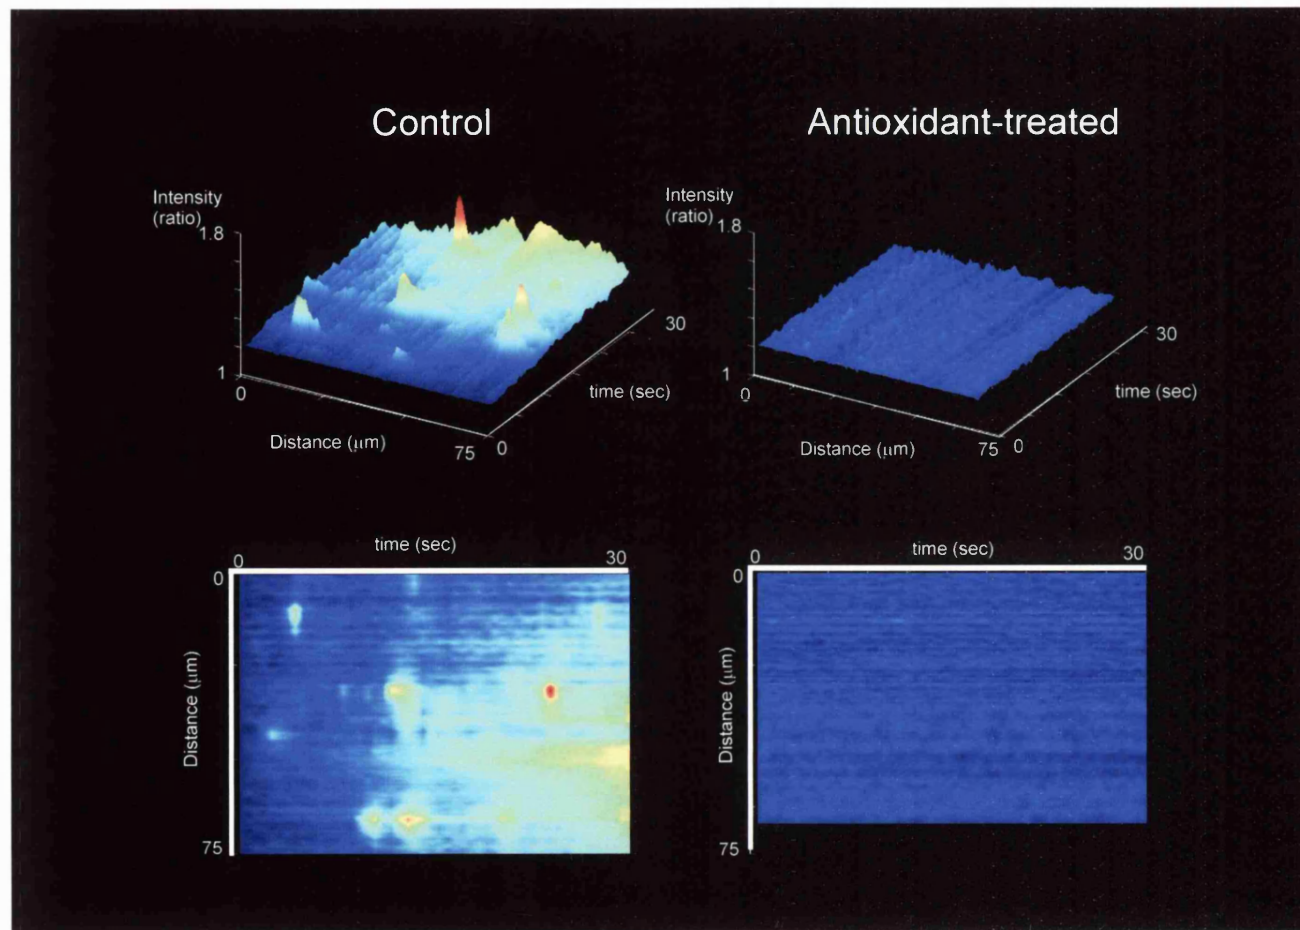 Control
Intensity
(ratio)
1.8
1
0
Distance (μm)
75
0
time (sec)
30
Antioxidant-treated
Intensity
(ratio)
1.8
1
0
Distance (μm)
75
0
time (sec)
30
time (sec)
0
30
0
Distance (μm)
75
time (sec)
0
30
0
Distance (μm)
75